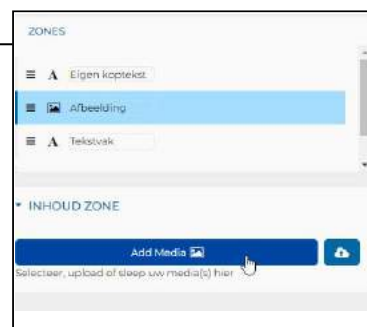 ZONES
A Eigen koptekst
Afbeelding
A Tekstvak
INHOUD ZONE
Add Media
Selecteer, upload of sleep uw media(s) hier